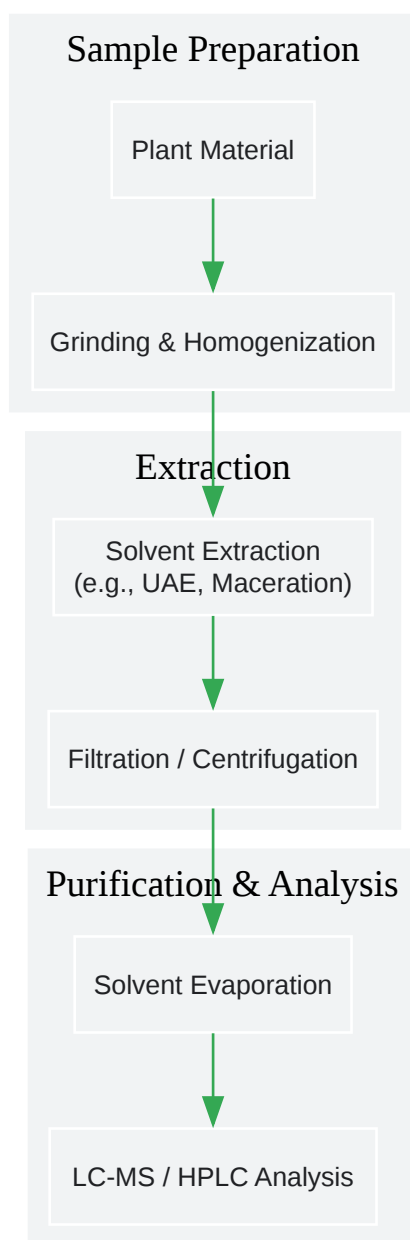 Sample Preparation
Plant Material
Grinding & Homogenization
Extraction
Solvent Extraction
(e.g., UAE, Maceration)
Filtration / Centrifugation
Purification & Analysis
Solvent Evaporation
LC-MS / HPLC Analysis